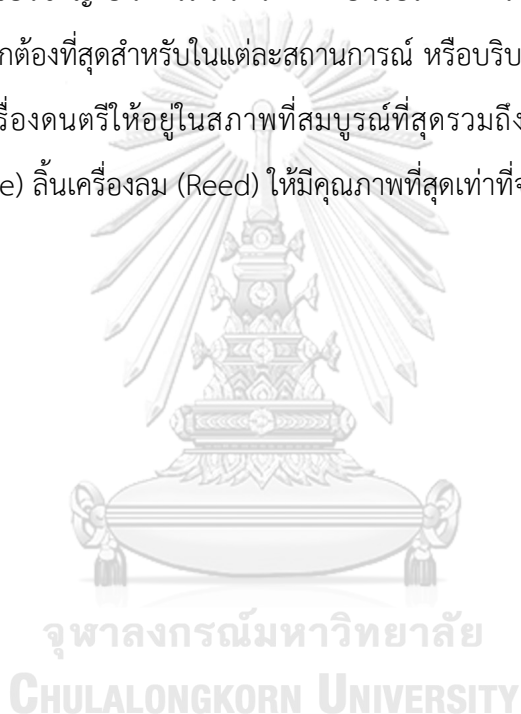 กต้องที่สุดสำหรับในแต่ละสถานการณ์ หรือบริบ
รื่องดนตรีให้อยู่ในสภาพที่สมบูรณ์ที่สุดรวมถึง
e) ลิ้นเครื่องลม (Reed) ให้มีคุณภาพที่สุดเท่าที่จ
จุฬาลงกรณ์มหาวิทยาลัย
CHULALONGKORN UNIVERSITY